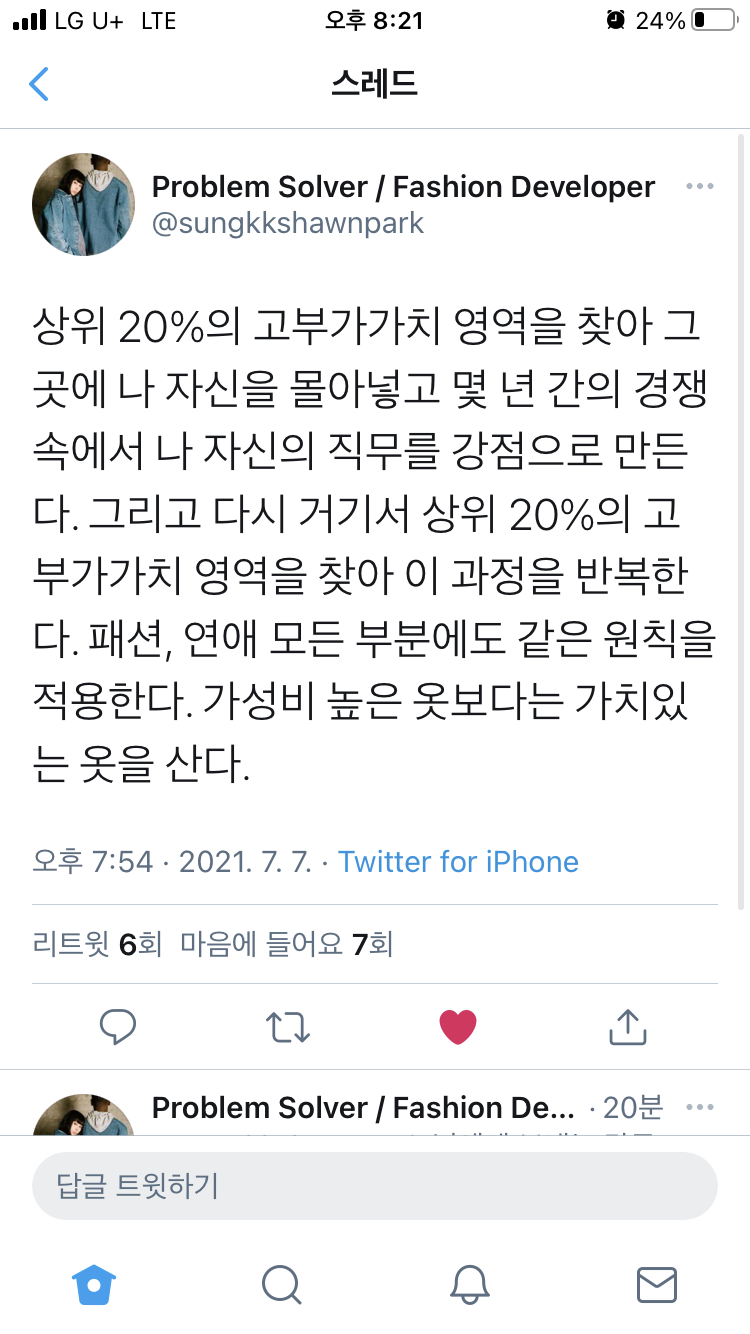 LG U+ LTE 오후 8:21 24%
스레드
Problem Solver / Fashion Developer
@sungkkshawnpark
상위 20%의 고부가가치 영역을 찾아 그
곳에 나 자신을 몰아넣고 몇 년 간의 경쟁
속에서 나 자신의 직무를 강점으로 만든
다. 그리고 다시 거기서 상위 20%의 고
부가가치 영역을 찾아 이 과정을 반복한
다. 패션, 연애 모든 부분에도 같은 원칙을
적용한다. 가성비 높은 옷보다는 가치있
는 옷을 산다.
오후 7:54 · 2021. 7. 7. · Twitter for iPhone
리트윗 6회 마음에 들어요 7회
Problem Solver / Fashion De... · 20분
답글 트윗하기